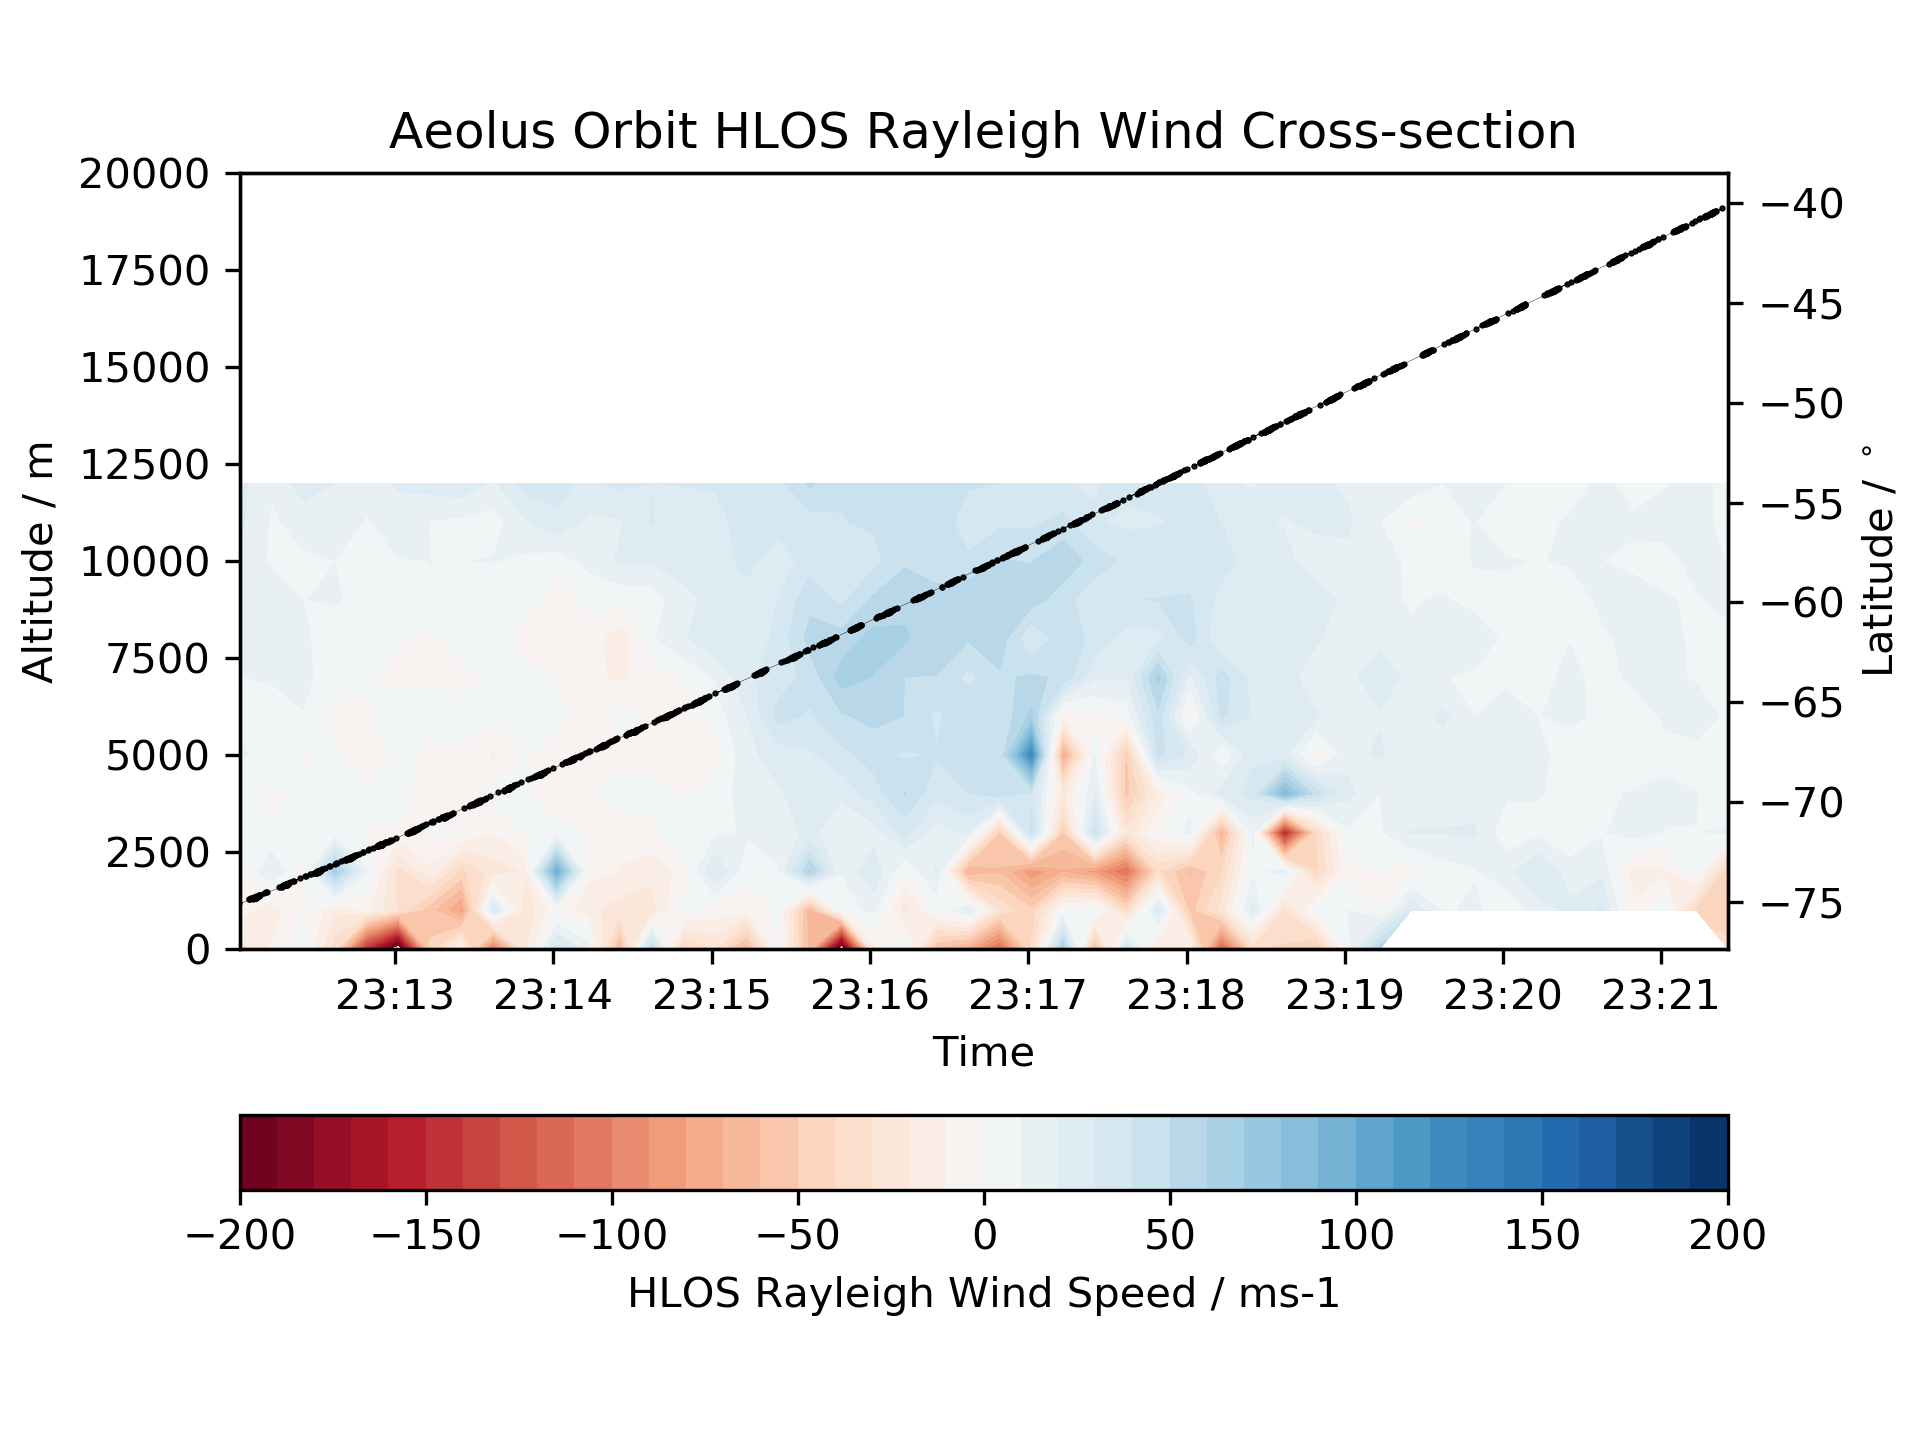 Aeolus Orbit HLOS Rayleigh Wind Cross-section
20000
17500
15000
12500
10000
7500
5000
2500
0
Altitude / m
−40
−45
−50
−55
−60
−65
−70
−75
Latitude / °
23:13 23:14 23:15 23:16 23:17 23:18 23:19 23:20 23:21
Time
−200 −150 −100 −50 0 50 100 150 200
HLOS Rayleigh Wind Speed / ms-1